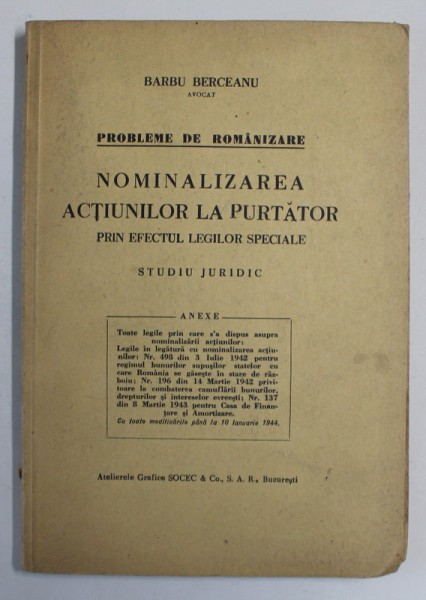 BARBU BERCEANU
AVOCAT
PROBLEME DE ROMÂNIZARE
NOMINALIZAREA
ACȚIUNILOR LA PURTĂTOR
PRIN EFECTUL LEGILOR SPECIALE
STUDIU JURIDIC
ANEXE
Toate legile prin care s'a dispus asupra
nominalisării acțiunilor:
Legile în legătură cu nominalizarea acțiu-
nilor: Nr. 498 din 3 Iulie 1942 pentru
regimul bunurilor supușilor statelor cu
care România se găsește în stare de răz-
boiu; Nr. 196 din 14 Martie 1942 privi-
toare la combaterea camuflării bunurilor,
drepturilor și intereselor evreești; Nr. 137
din 8 Martie 1943 pentru Casa de Finan-
țare și Amortizare.
Cu toate modificările până la 10 Ianuarie 1944.
Atelierele Grafice SOCEC & Co., S. A. R., București